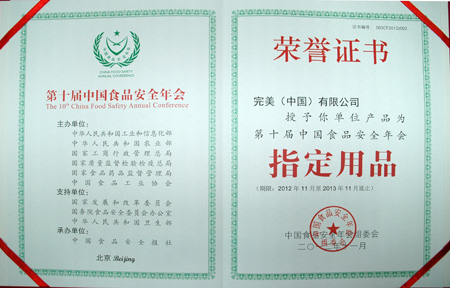 CHINA FOOD SAFETY
ANNUAL CONFERENCE
第十届中国食品安全年会
The 10th China Food Safety Annual Conference
主办单位:
中华人民共和国工业和信息化部
中华人民共和国农业部
国家工商行政管理总局
国家质量监督检验检疫总局
国家食品药品监督管理局
中国食品工业协会
支持单位:
国家发展和改革委员会
国务院食品安全委员会办公室
中华人民共和国卫生部
承办单位:
中国食品安全报社
北京 Beijing
证书编号:
荣誉证书
完美（中国）有限公司
授予你单位产品为
第十届中国食品安全年会
指定用品
(期限: 2012年11月至2013年11月底止)
中国食品安全年会组委会